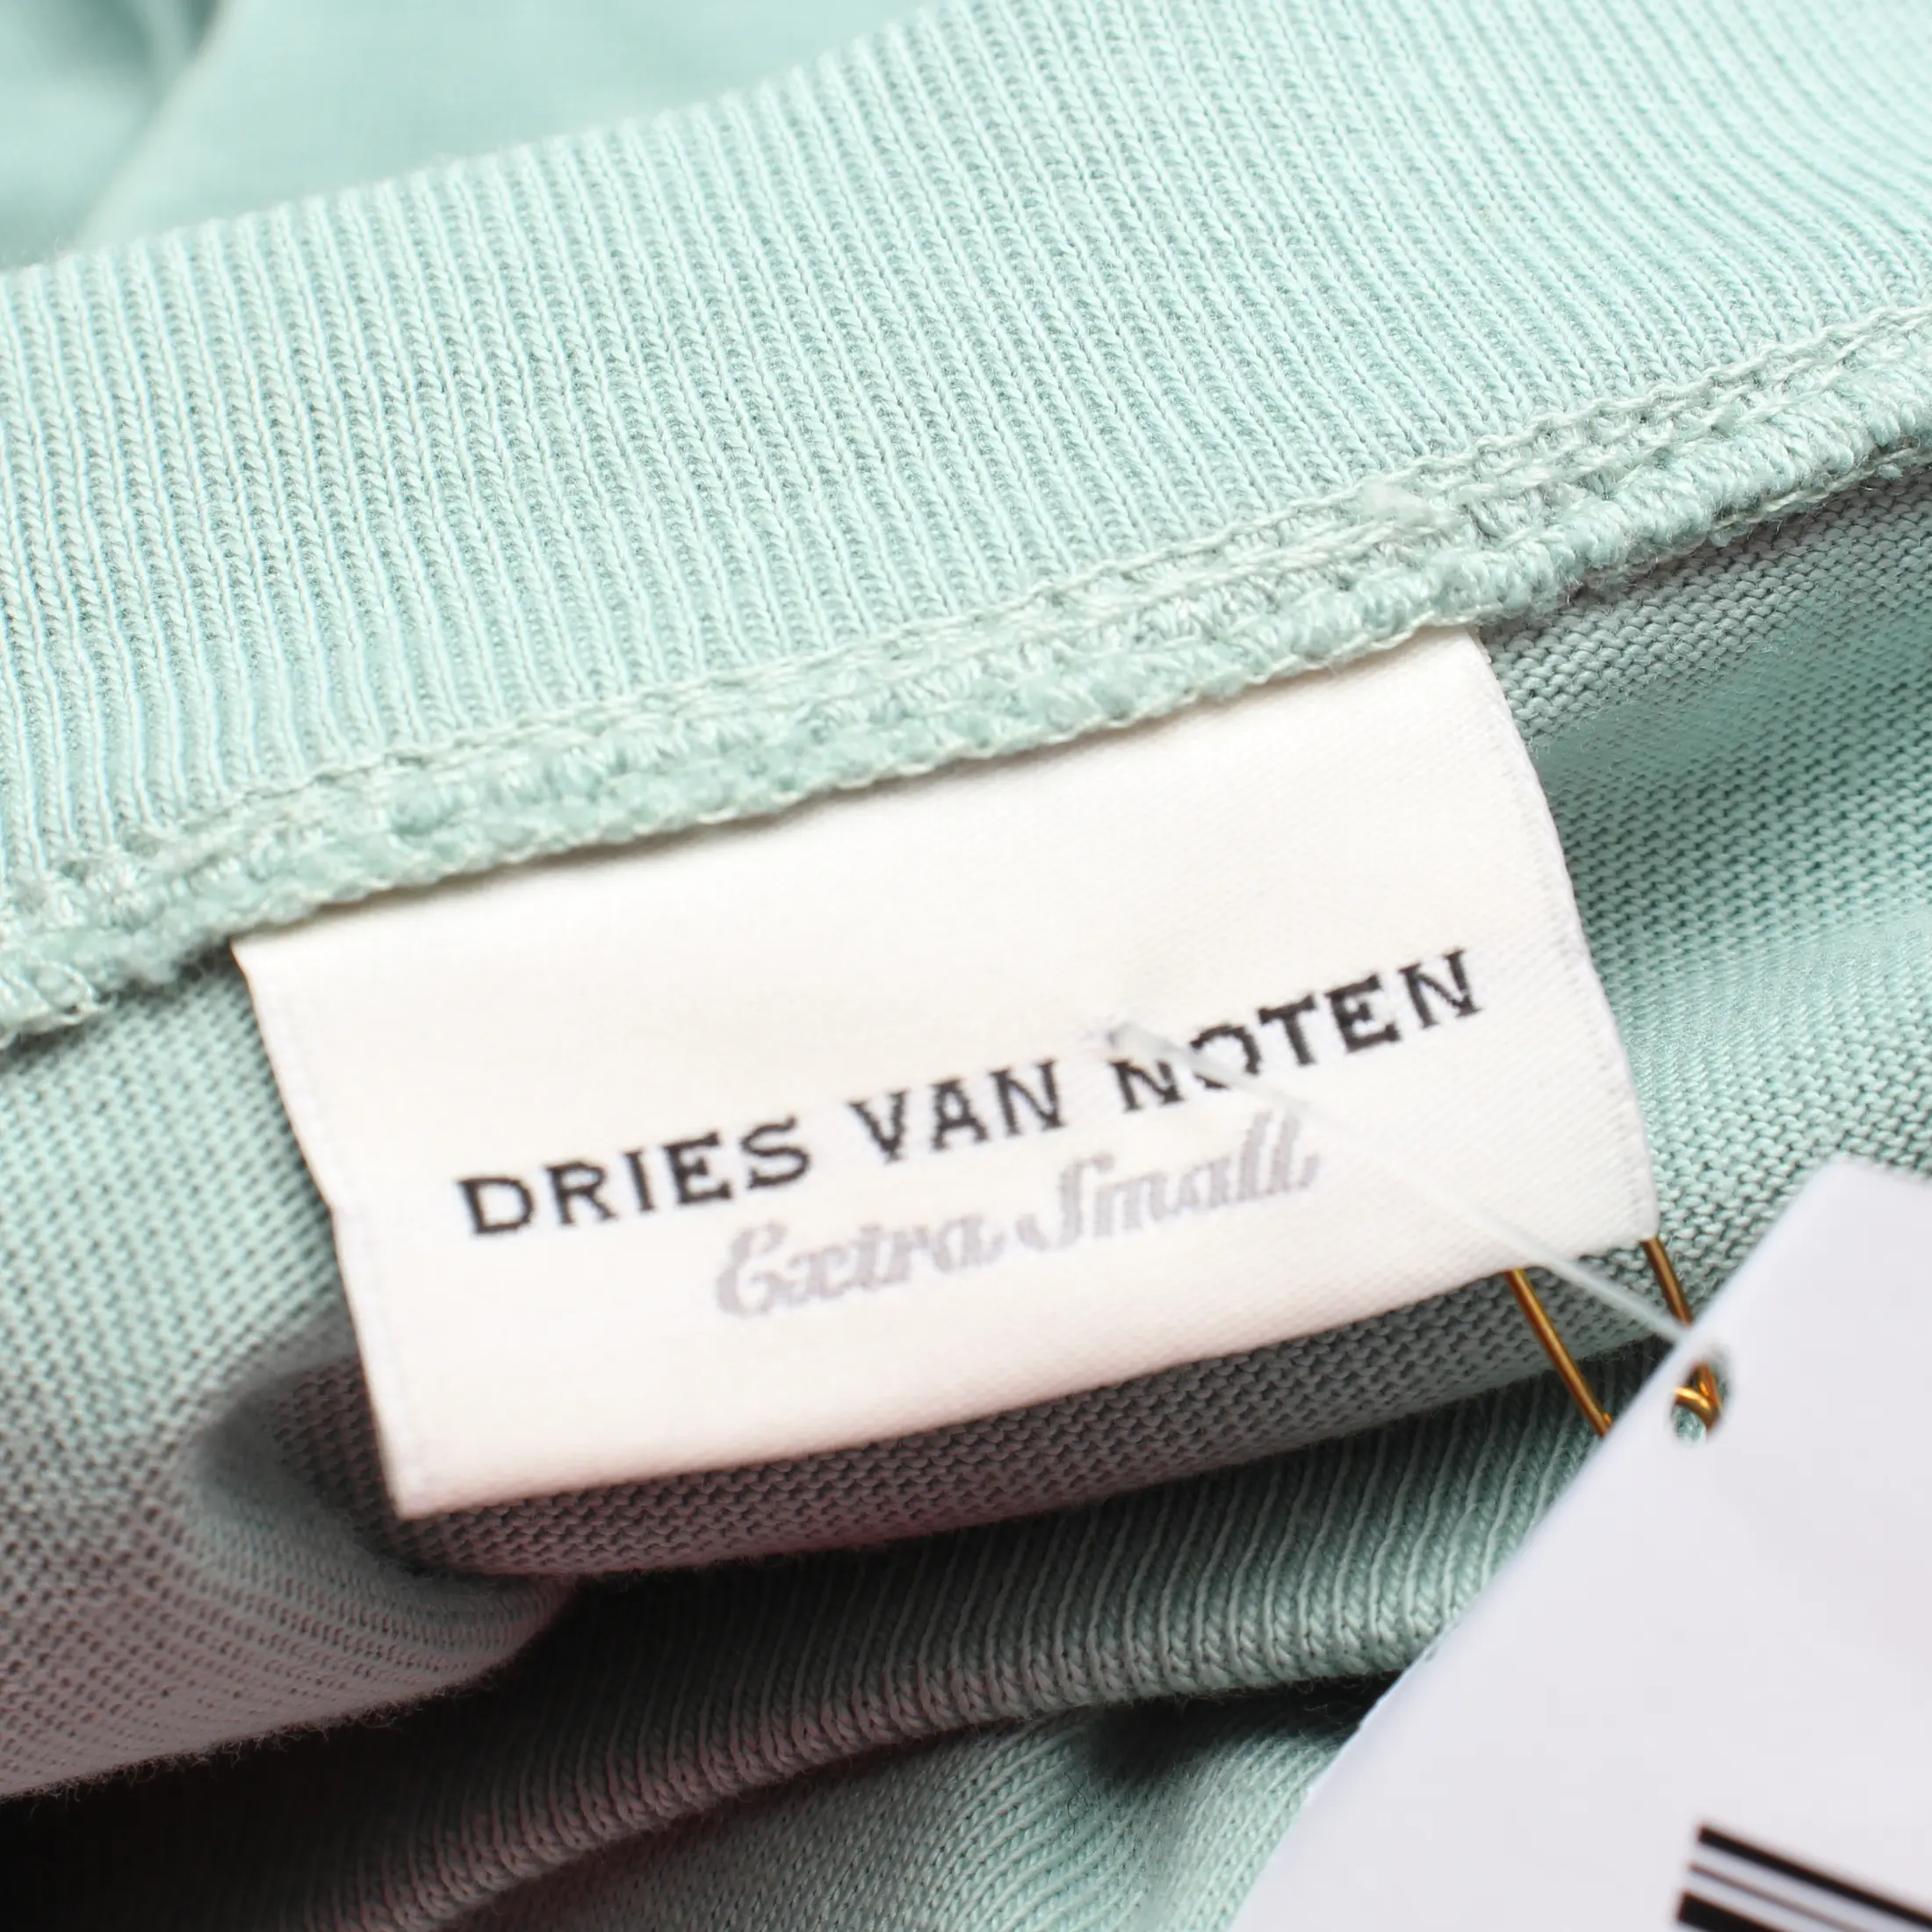 DRIES VAN NOTEN
Extra Small